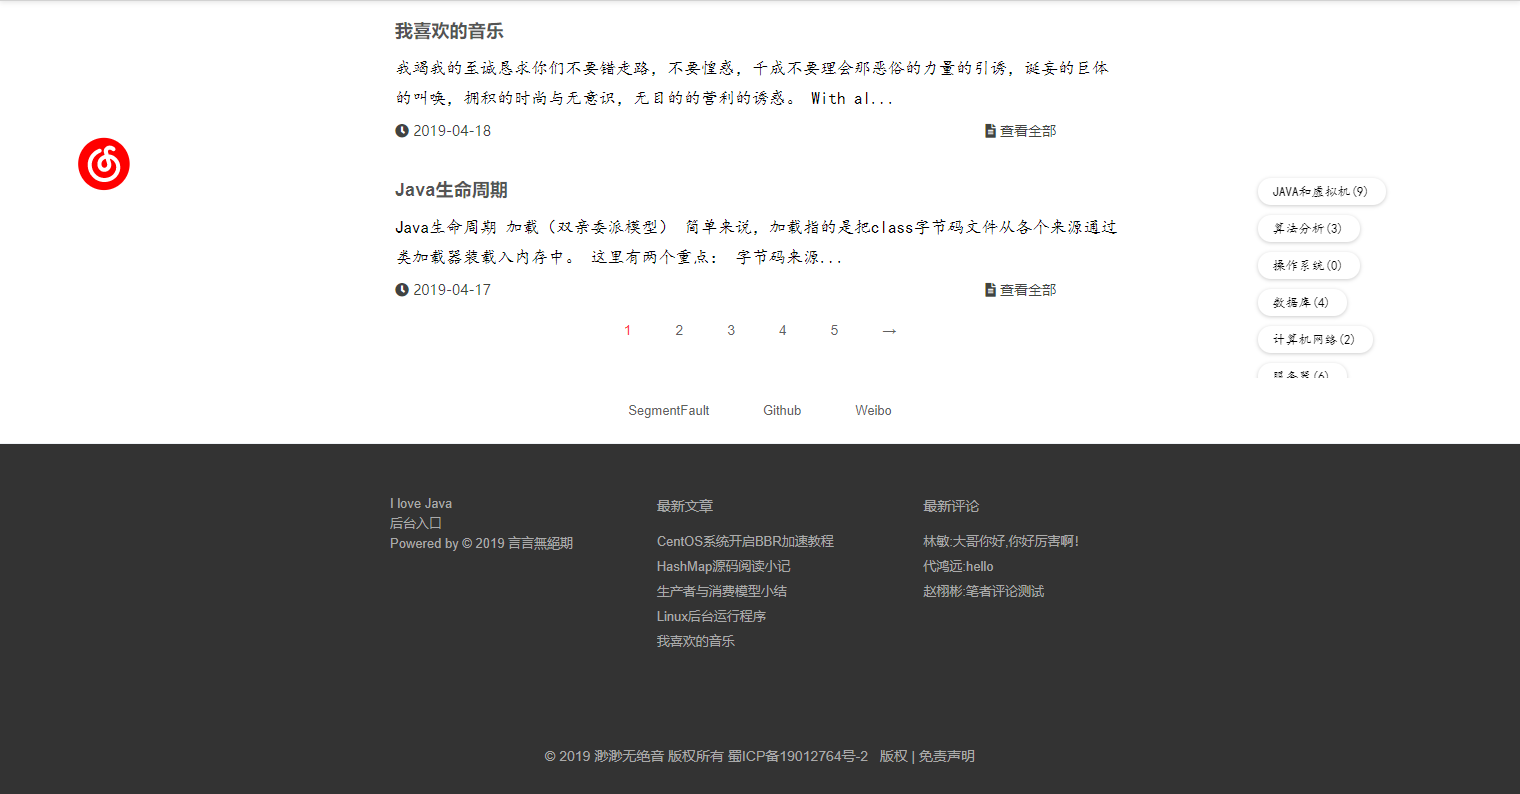 我喜欢的音乐
我竭我的至诚恳求你们不要错走路，不要惶惑，千成不要理会那恶俗的力量的引诱，诞妄的巨体
的叫唤，拥积的时尚与无意识，无目的的营利的诱惑。 With al...
2019-04-18
查看全部
Java生命周期
Java生命周期 加载（双亲委派模型） 简单来说，加载指的是把class字节码文件从各个来源通过
类加载器装载入内存中。 这里有两个重点： 字节码来源...
2019-04-17
查看全部
1 2 3 4 5 →
JAVA和虚拟机(9)
算法分析(3)
操作系统(0)
数据库(4)
计算机网络(2)
服务器(6)
SegmentFault Github Weibo
I love Java
后台入口
Powered by © 2019 言言無絕期
最新文章
CentOS系统开启BBR加速教程
HashMap源码阅读小记
生产者与消费模型小结
Linux后台运行程序
我喜欢的音乐
最新评论
林敏:大哥你好,你好厉害啊！
代鸿远:hello
赵栩彬:笔者评论测试
© 2019 渺渺无绝音 版权所有 蜀ICP备19012764号-2 版权 | 免责声明